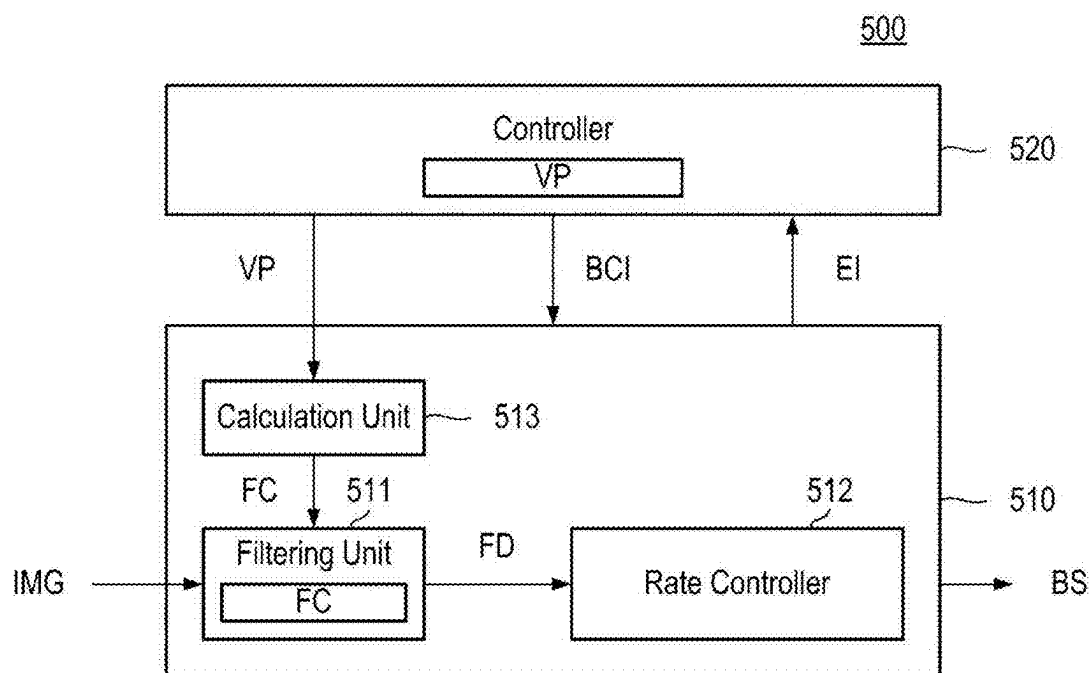 500
Controller
VP
520
VP
BCI
EI
Calculation Unit
513
FC
511
512
510
Filtering Unit
FD
IMG
FC
Rate Controller
BS